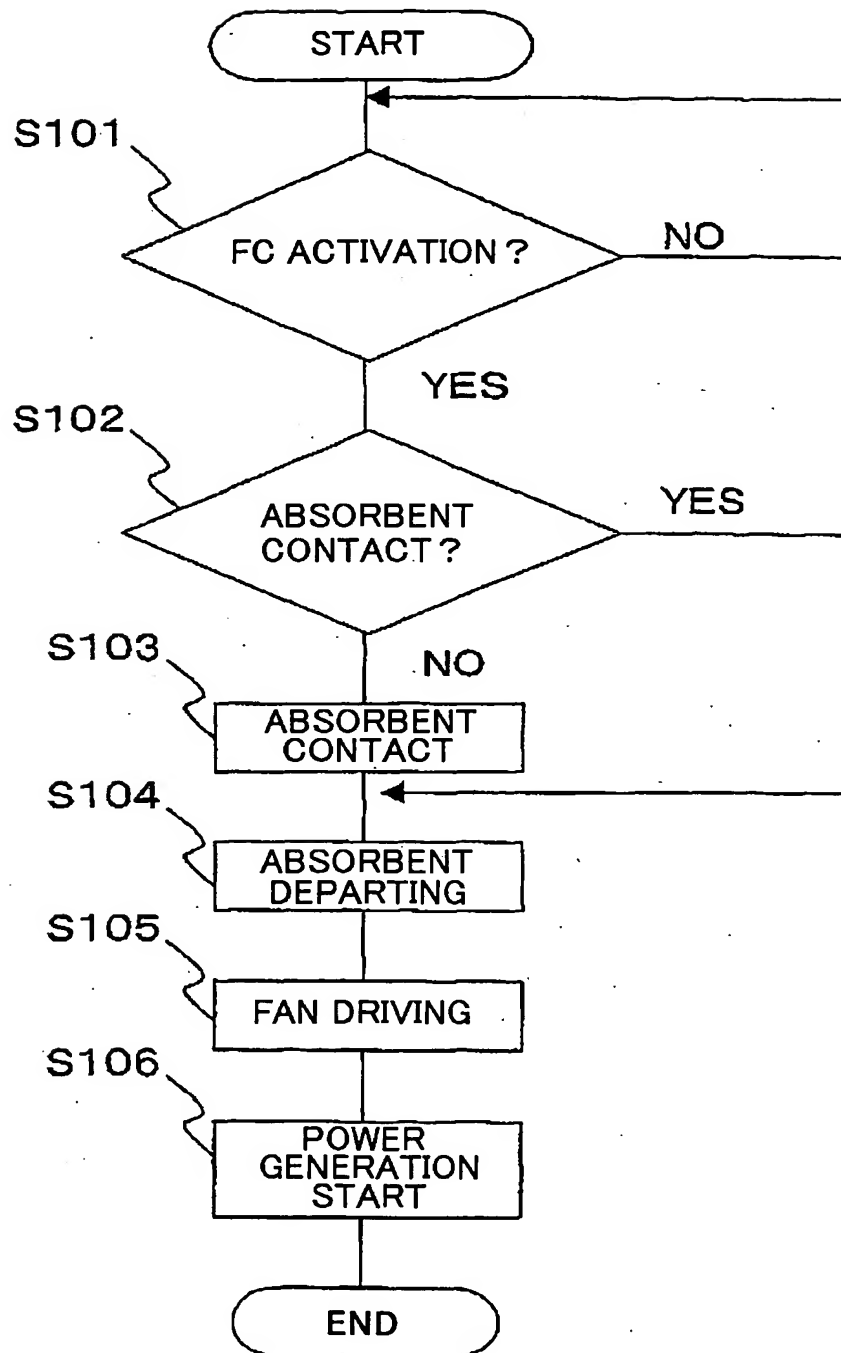 START
S101
FC ACTIVATION?
NO
YES
S102
ABSORBENT
CONTACT?
YES
NO
S103
ABSORBENT
CONTACT
S104
ABSORBENT
DEPARTING
S105
FAN DRIVING
S106
POWER
GENERATION
START
END